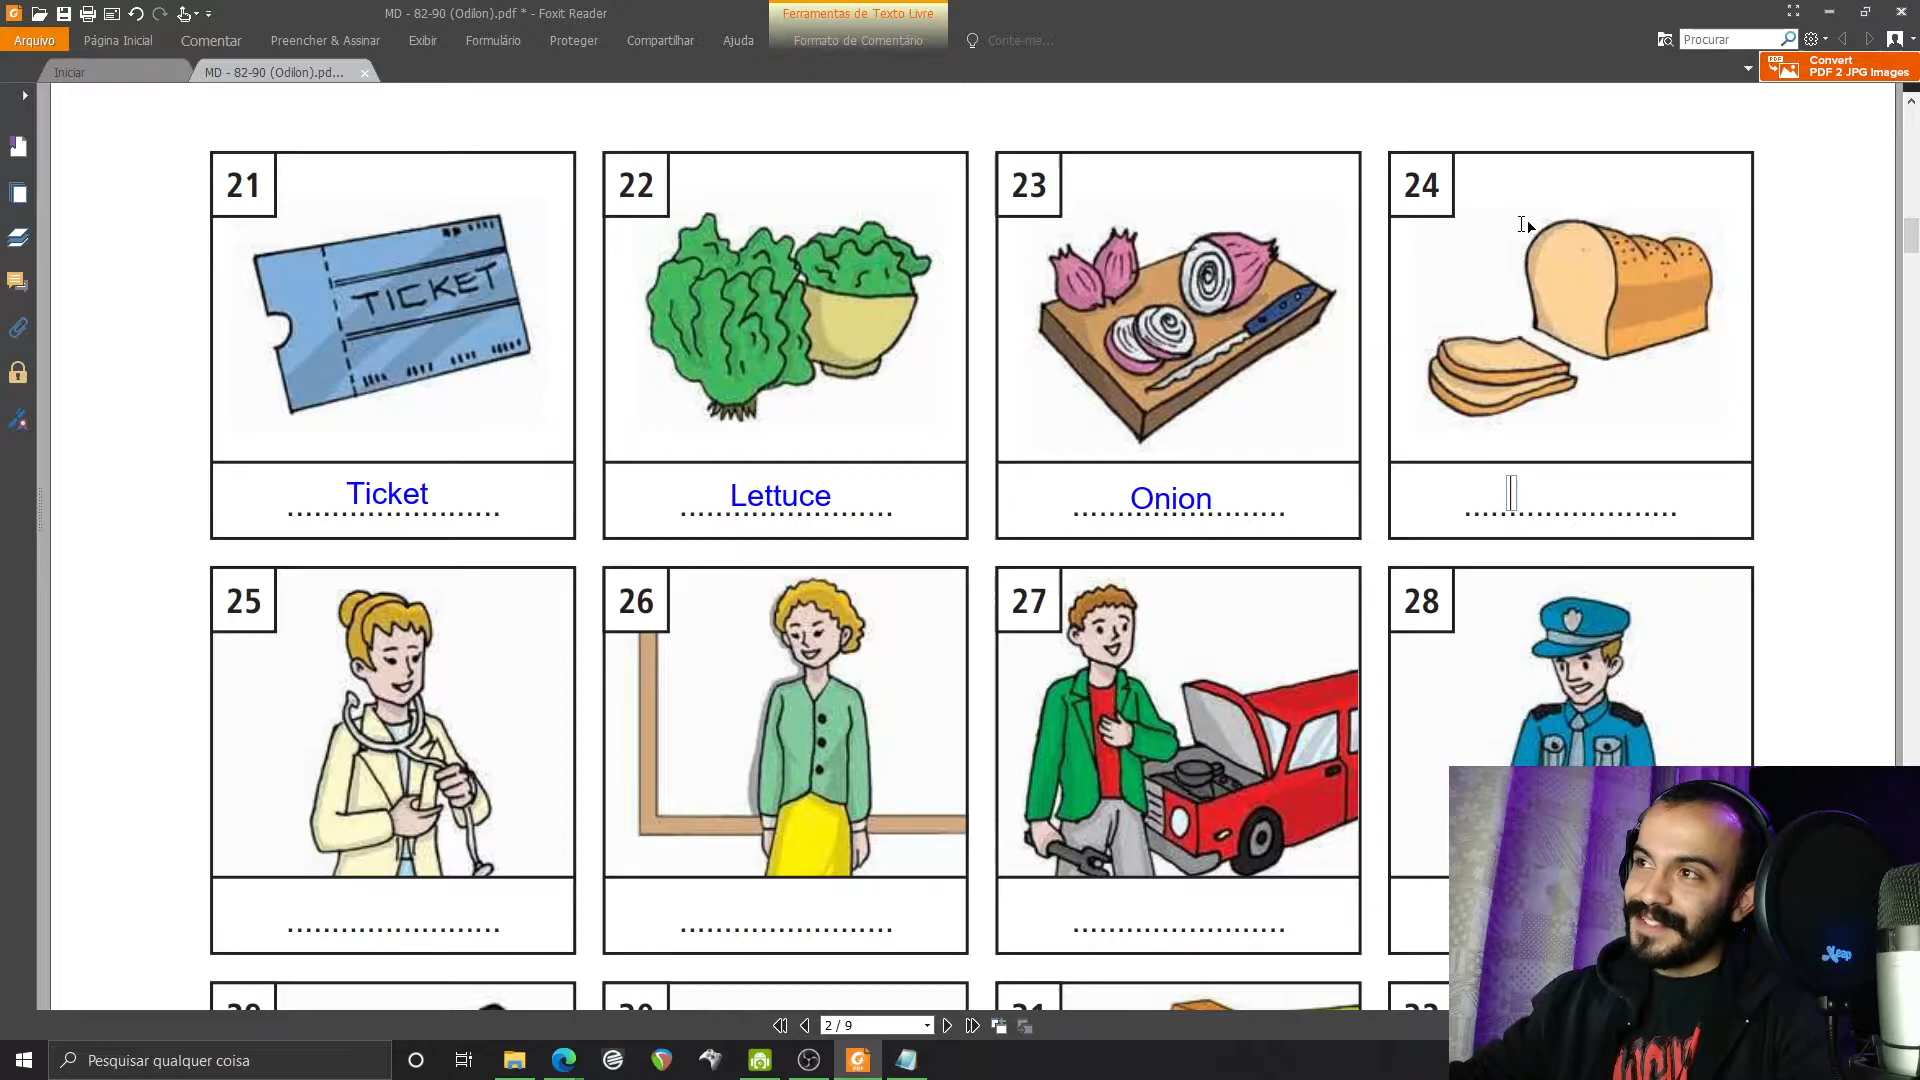 MD - 82-90 (Odilon).pdf * - Foxit Reader
Ferramentas de Texto Livre
Arquivo Página Inicial Comentar Preencher & Assinar Exibir Formulário Proteger Compartilhar Ajuda Formato de Comentário Conte-me... Procurar
Iniciar MD - 82-90 (Odilon).pd...
Convert
PDF 2 JPG Images
21 22 23 24
TICKET
Ticket Lettuce Onion
25 26 27 28
2 / 9
Pesquisar qualquer coisa